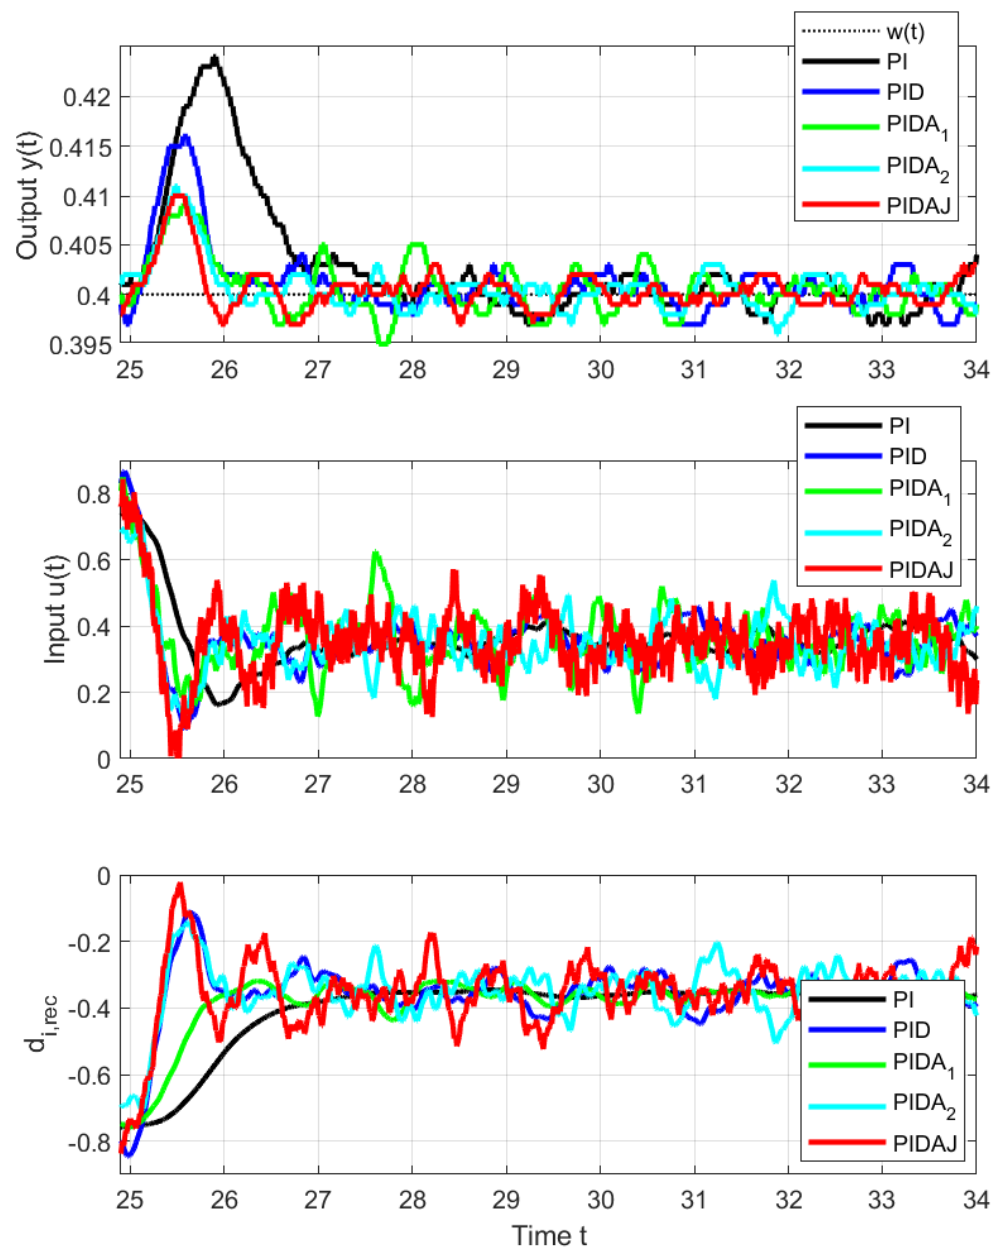 w(t)
PI
PID
PIDA1
PIDA2
PIDAJ
Output y(t)
0.42
0.415
0.41
0.405
0.4
0.395
25 26 27 28 29 30 31 32 33 34
PI
PID
PIDA1
PIDA2
PIDAJ
Input u(t)
0.8
0.6
0.4
0.2
0
25 26 27 28 29 30 31 32 33 34
di,rec
0
-0.2
-0.4
-0.6
-0.8
PI
PID
PIDA1
PIDA2
PIDAJ
25 26 27 28 29 30 31 32 33 34
Time t